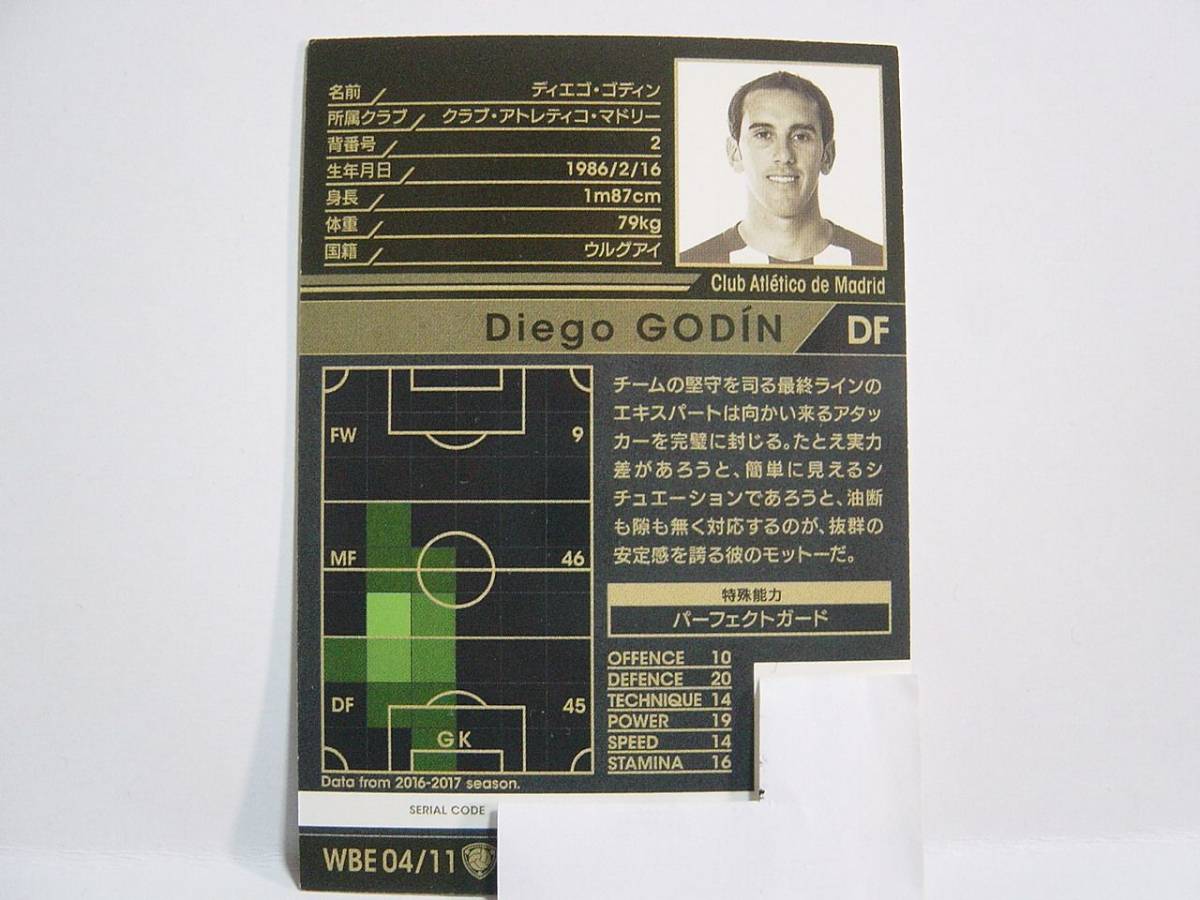 名前 ディエゴ・ゴディン
所属クラブ クラブ・アトレティコ・マドリー
背番号 2
生年月日 1986/2/16
身長 1m87cm
体重 79kg
国籍 ウルグアイ
Club Atlético de Madrid
Diego GODÍN DF
FW 9
MF 46
DF 45
GK
Data from 2016-2017 season.
チームの堅守を司る最終ラインの
エキスパートは向かい来るアタッ
カーを完璧に封じる。たとえ実力
差があろうと、簡単に見えるシ
チュエーションであろうと、油断
も隙も無く対応するのが、抜群の
安定感を誇る彼のモットーだ。
特殊能力
パーフェクトガード
OFFENCE 10
DEFENCE 20
TECHNIQUE 14
POWER 19
SPEED 14
STAMINA 16
SERIAL CODE
WBE 04/11